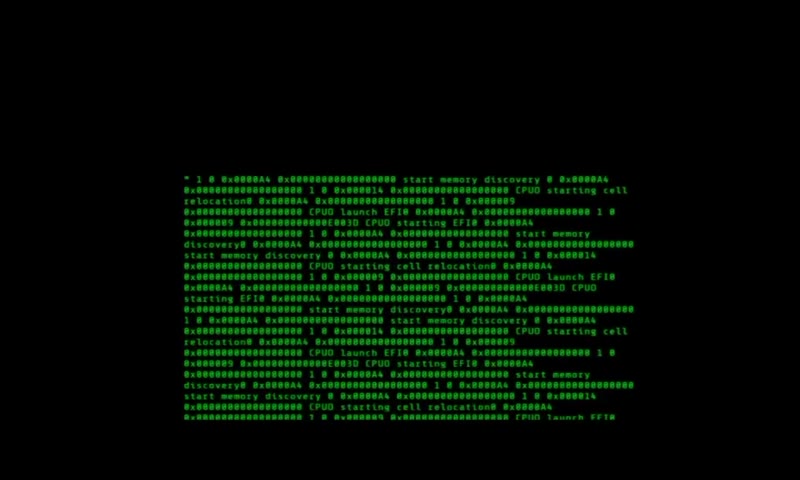 * 1 0 0x0000A4 0x0000000000000000 start memory discovery 0 0x0000A4
0x0000000000000000 1 0 0x000014 0x0000000000000000 CPU0 starting cell
relocation0 0x0000A4 0x0000000000000000 1 0 0x000009
0x0000000000000000 CPU0 launch EFI0 0x0000A4 0x0000000000000000 1 0
0x000009 0x000000000000E003D CPU0 starting EFI0 0x0000A4
0x0000000000000000 1 0 0x0000A4 0x0000000000000000 start memory
discovery0 0x0000A4 0x0000000000000000 1 0 0x0000A4 0x0000000000000000
start memory discovery 0 0x0000A4 0x0000000000000000 1 0 0x000014
0x0000000000000000 CPU0 starting cell relocation0 0x0000A4
0x0000000000000000 1 0 0x000009 0x0000000000000000 CPU0 launch EFI0
0x0000A4 0x0000000000000000 1 0 0x000009 0x000000000000E003D CPU0
starting EFI0 0x0000A4 0x0000000000000000 1 0 0x0000A4
0x0000000000000000 start memory discovery0 0x0000A4 0x0000000000000000
1 0 0x0000A4 0x0000000000000000 start memory discovery 0 0x0000A4
0x0000000000000000 1 0 0x000014 0x0000000000000000 CPU0 starting cell
relocation0 0x0000A4 0x0000000000000000 1 0 0x000009
0x0000000000000000 CPU0 launch EFI0 0x0000A4 0x0000000000000000 1 0
0x000009 0x000000000000E003D CPU0 starting EFI0 0x0000A4
0x0000000000000000 1 0 0x0000A4 0x0000000000000000 start memory
discovery0 0x0000A4 0x0000000000000000 1 0 0x0000A4 0x0000000000000000
start memory discovery 0 0x0000A4 0x0000000000000000 1 0 0x000014
0x0000000000000000 CPU0 starting cell relocation0 0x0000A4
0x0000000000000000 1 0 0x000009 0x0000000000000000 CPU0 launch EFI0